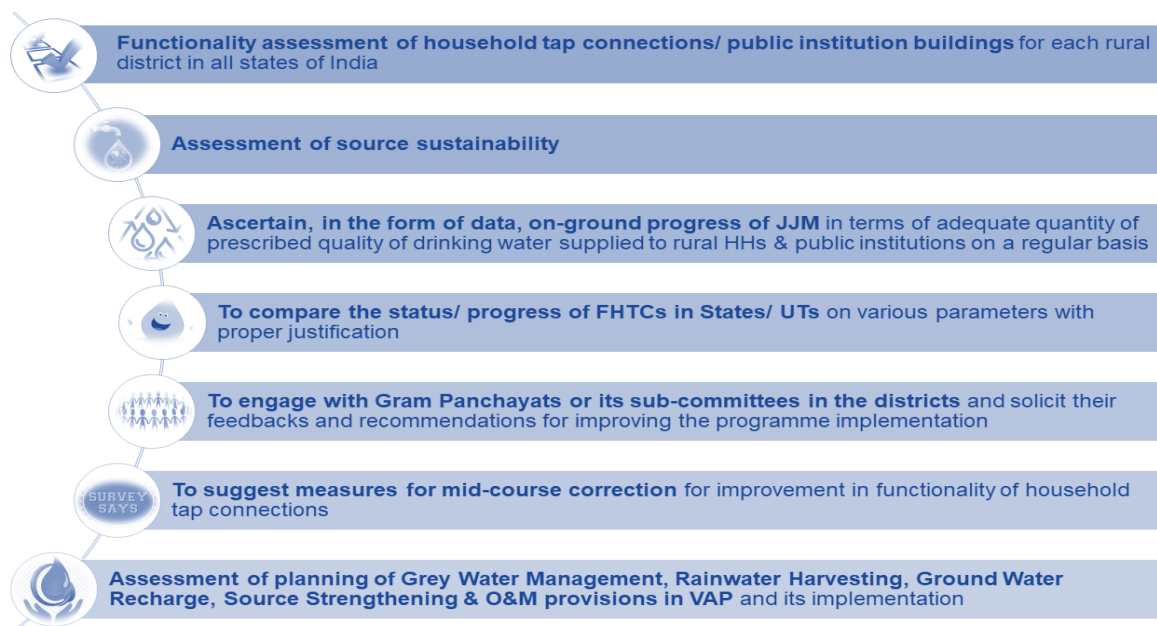 Functionality assessment of household tap connections/ public institution buildings for each rural
district in all states of India
Assessment of source sustainability
Ascertain, in the form of data, on-ground progress of JJM in terms of adequate quantity of
prescribed quality of drinking water supplied to rural HHs & public institutions on a regular basis
To compare the status/ progress of FHTCs in States/ UTs on various parameters with
proper justification
To engage with Gram Panchayats or its sub-committees in the districts and solicit their
feedbacks and recommendations for improving the programme implementation
SURVEY
SAYS
To suggest measures for mid-course correction for improvement in functionality of household
tap connections
Assessment of planning of Grey Water Management, Rainwater Harvesting, Ground Water
Recharge, Source Strengthening & O&M provisions in VAP and its implementation